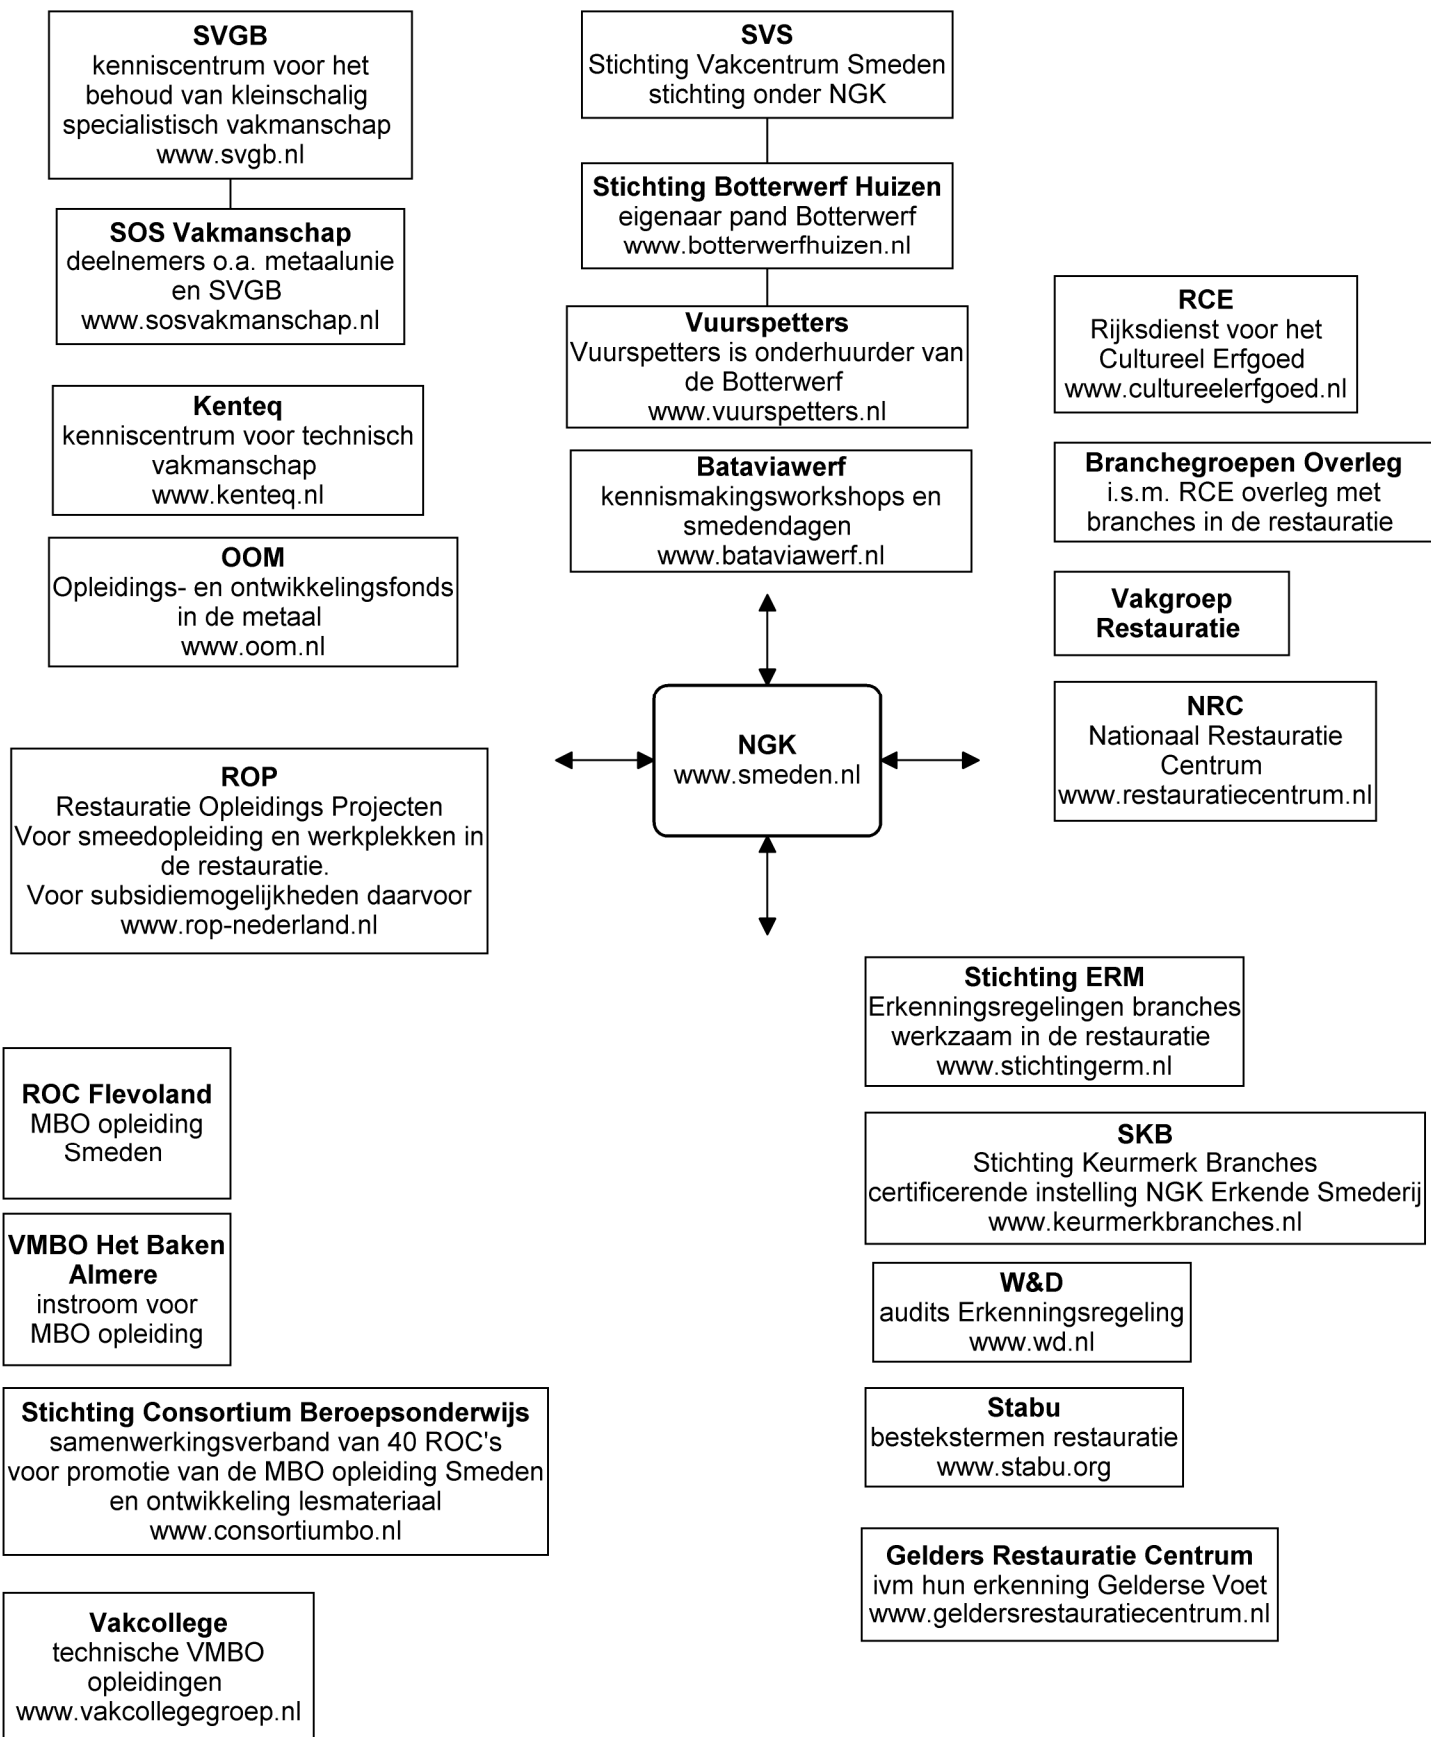 SVGB
kenniscentrum voor het
behoud van kleinschalig
specialistisch vakmanschap
www.svgb.nl
SOS Vakmanschap
deelnemers o.a. metaalunie
en SVGB
www.sosvakmanschap.nl
Kenteq
kenniscentrum voor technisch
vakmanschap
www.kenteq.nl
OOM
Opleidings- en ontwikkelingsfonds
in de metaal
www.oom.nl
ROP
Restauratie Opleidings Projecten
Voor smeedopleiding en werkplekken in
de restauratie.
Voor subsidiemogelijkheden daarvoor
www.rop-nederland.nl
SVS
Stichting Vakcentrum Smeden
stichting onder NGK
Stichting Botterwerf Huizen
eigenaar pand Botterwerf
www.botterwerfhuizen.nl
Vuurspetters
Vuurspetters is onderhuurder van
de Botterwerf
www.vuurspetters.nl
Bataviawerf
kennismakingsworkshops en
smedendagen
www.bataviawerf.nl
NGK
www.smeden.nl
RCE
Rijksdienst voor het
Cultureel Erfgoed
www.cultureelerfgoed.nl
Branchegroepen Overleg
i.s.m. RCE overleg met
branches in de restauratie
Vakgroep
Restauratie
NRC
Nationaal Restauratie
Centrum
www.restauratiecentrum.nl
ROC Flevoland
MBO opleiding
Smeden
VMBO Het Baken
Almere
instroom voor
MBO opleiding
Stichting Consortium Beroepsonderwijs
samenwerkingsverband van 40 ROC's
voor promotie van de MBO opleiding Smeden
en ontwikkeling lesmateriaal
www.consortiumbo.nl
Vakcollege
technische VMBO
opleidingen
www.vakcollegegroep.nl
Stichting ERM
Erkenningsregelingen branches
werkzaam in de restauratie
www.stichtingerm.nl
SKB
Stichting Keurmerk Branches
certificerende instelling NGK Erkende Smederij
www.keurmerkbranches.nl
W&D
audits Erkenningsregeling
www.wd.nl
Stabu
bestekstermen restauratie
www.stabu.org
Gelders Restauratie Centrum
ivm hun erkenning Gelderse Voet
www.geldersrestauratiecentrum.nl